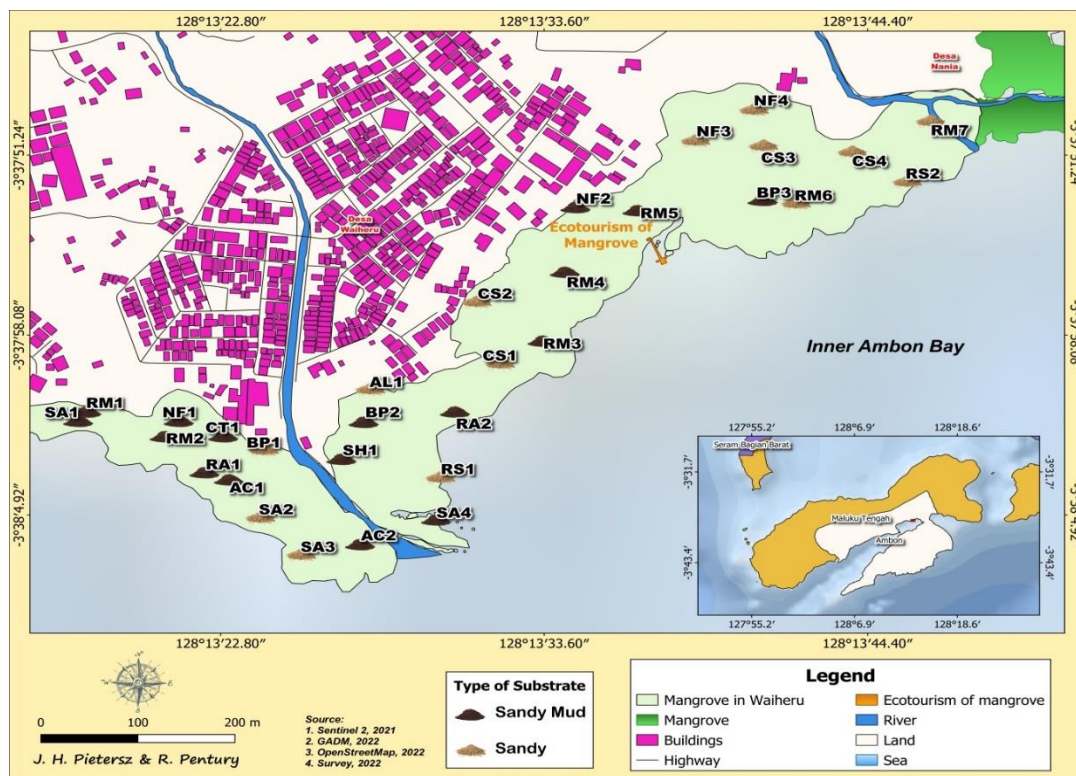 128°13′22.80″ 128°13′33.60″ 128°13′44.40″
-3°37′51.24″
-3°37′58.08″
-3°38′4.92″
Desa
Nania
NF4
NF3
RM7
CS3
CS4
RS2
BP3 RM6
NF2
RM5
Desa
Waiheru
Ecotourism of
Mangrove
RM4
CS2
RM3
CS1
Inner Ambon Bay
AL1
RM1
SA1
NF1
BP2
RA2
CT1
RM2
BP1
SH1
RA1
AC1
RS1
SA2
SA4
AC2
SA3
127°55.2′ 128°6.9′ 128°18.6′
Seram Bagian Barat
-3°31.7′
-3°31.7′
Maluku Tengah
Ambon
-3°43.4′
-3°43.4′
127°55.2′ 128°6.9′ 128°18.6′
128°13′22.80″ 128°13′33.60″ 128°13′44.40″
0 100 200 m
J. H. Pietersz & R. Pentury
Source:
1. Sentinel 2, 2021
2. GADM, 2022
3. OpenStreetMap, 2022
4. Survey, 2022
Type of Substrate
Sandy Mud
Sandy
Legend
Mangrove in Waiheru
Mangrove
Buildings
Highway
Ecotourism of mangrove
River
Land
Sea